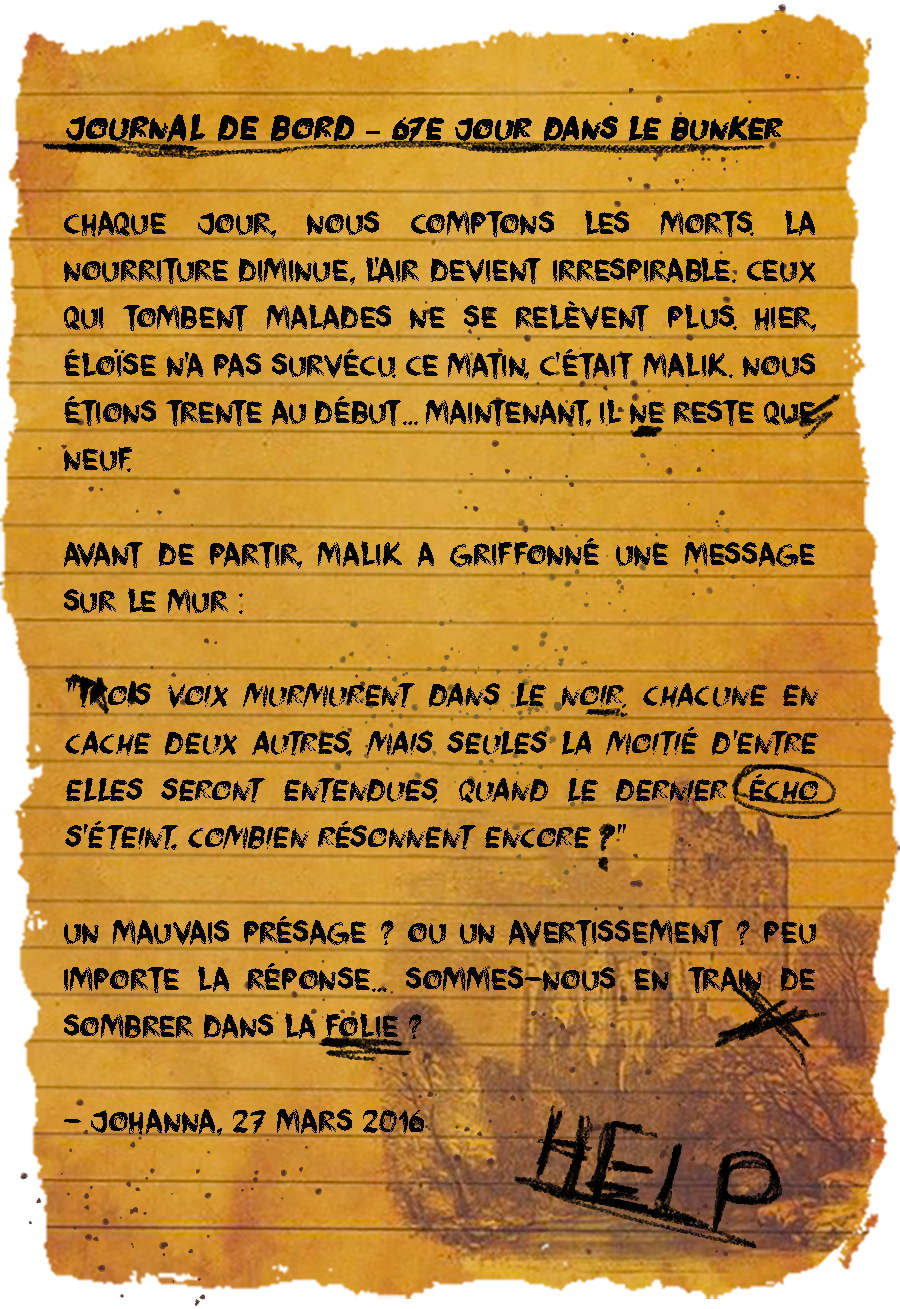 JOURNAL DE BORD – 67E JOUR DANS LE BUNKER
CHAQUE JOUR, NOUS COMPTONS LES MORTS. LA
NOURRITURE DIMINUE, L'AIR DEVIENT IRRESPIRABLE. CEUX
QUI TOMBENT MALADES NE SE RELÈVENT PLUS. HIER,
ÉLOÏSE N'A PAS SURVÉCU. CE MATIN, C'ÉTAIT MALIK. NOUS
ÉTIONS TRENTE AU DÉBUT... MAINTENANT, IL NE RESTE QUE
NEUF.
AVANT DE PARTIR, MALIK A GRIFFONNÉ UNE MESSAGE
SUR LE MUR :
"TROIS VOIX MURMURENT DANS LE NOIR, CHACUNE EN
CACHE DEUX AUTRES, MAIS SEULES LA MOITIÉ D'ENTRE
ELLES SERONT ENTENDUES. QUAND LE DERNIER ÉCHO
S'ÉTEINT, COMBIEN RÉSONNENT ENCORE ?"
UN MAUVAIS PRÉSAGE ? OU UN AVERTISSEMENT ? PEU
IMPORTE LA RÉPONSE... SOMMES-NOUS EN TRAIN DE
SOMBRER DANS LA FOLIE ?
– JOHANNA, 27 MARS 2016
HELP